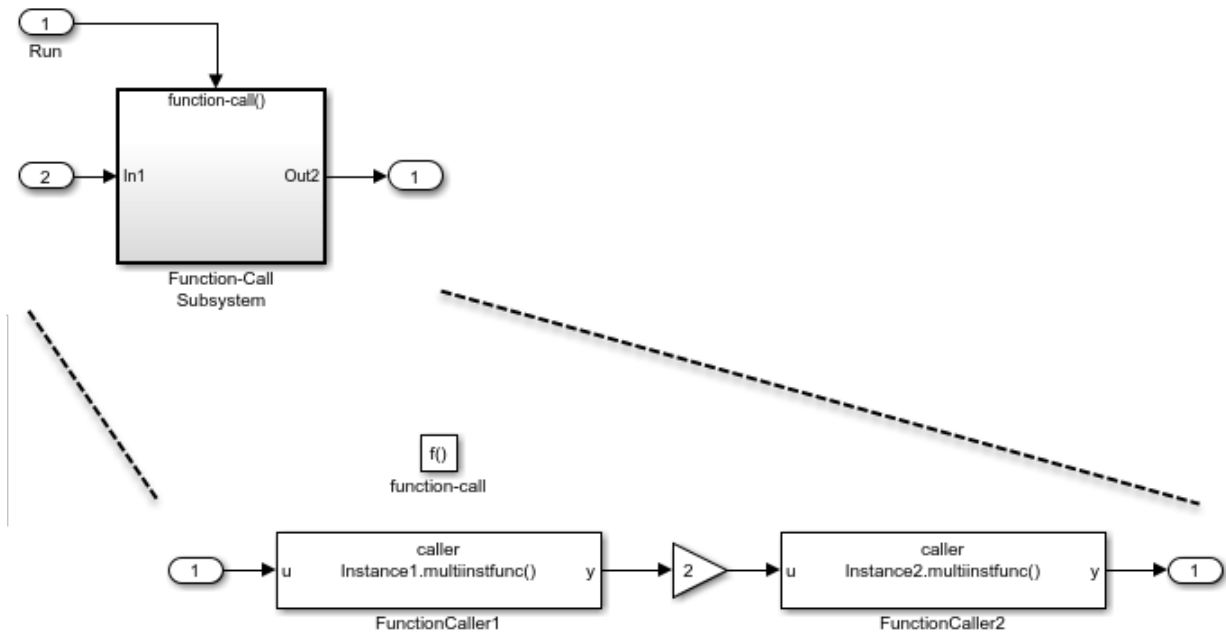 1
Run
function-call()
2
In1
Out2
1
Function-Call
Subsystem
f()
function-call
1
u
caller
Instance1.multiinstfunc()
y
FunctionCaller1
2
u
caller
Instance2.multiinstfunc()
y
FunctionCaller2
1